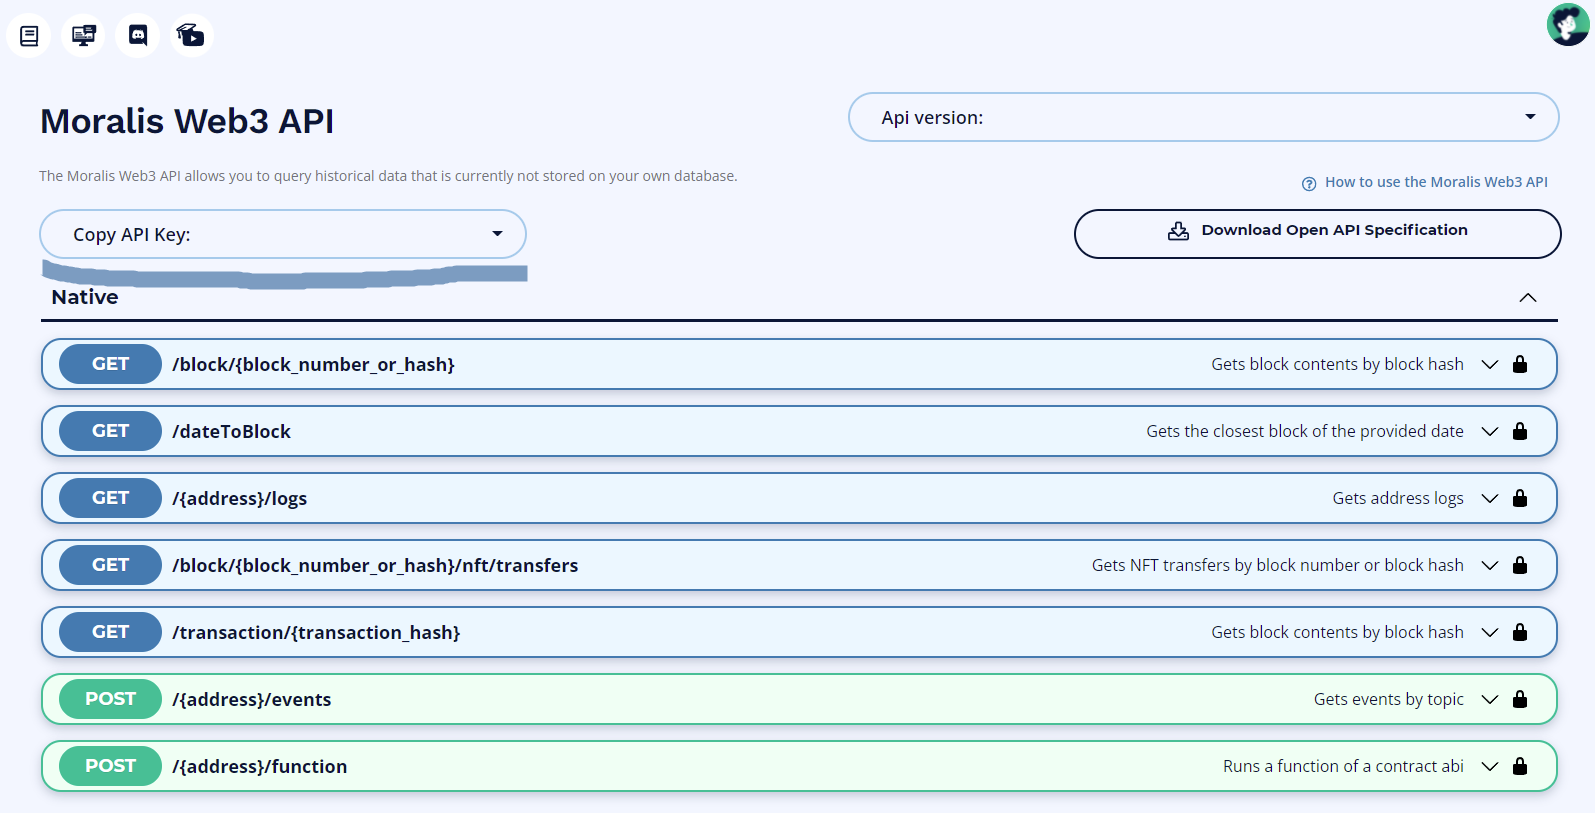 Moralis Web3 API
Api version:
The Moralis Web3 API allows you to query historical data that is currently not stored on your own database.
How to use the Moralis Web3 API
Copy API Key:
Download Open API Specification
Native
GET /block/{block_number_or_hash} Gets block contents by block hash
GET /dateToBlock Gets the closest block of the provided date
GET /{address}/logs Gets address logs
GET /block/{block_number_or_hash}/nft/transfers Gets NFT transfers by block number or block hash
GET /transaction/{transaction_hash} Gets block contents by block hash
POST /{address}/events Gets events by topic
POST /{address}/function Runs a function of a contract abi